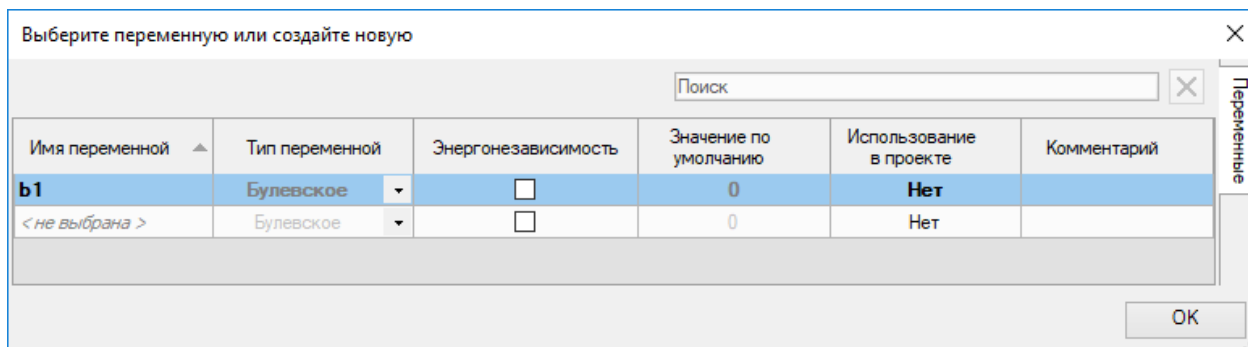 Выберите переменную или создайте новую
Поиск
Переменные
Имя переменной Тип переменной Энергонезависимость Значение по умолчанию Использование в проекте Комментарий
b1 Булевское 0 Нет
< не выбрана > Булевское 0 Нет
OK